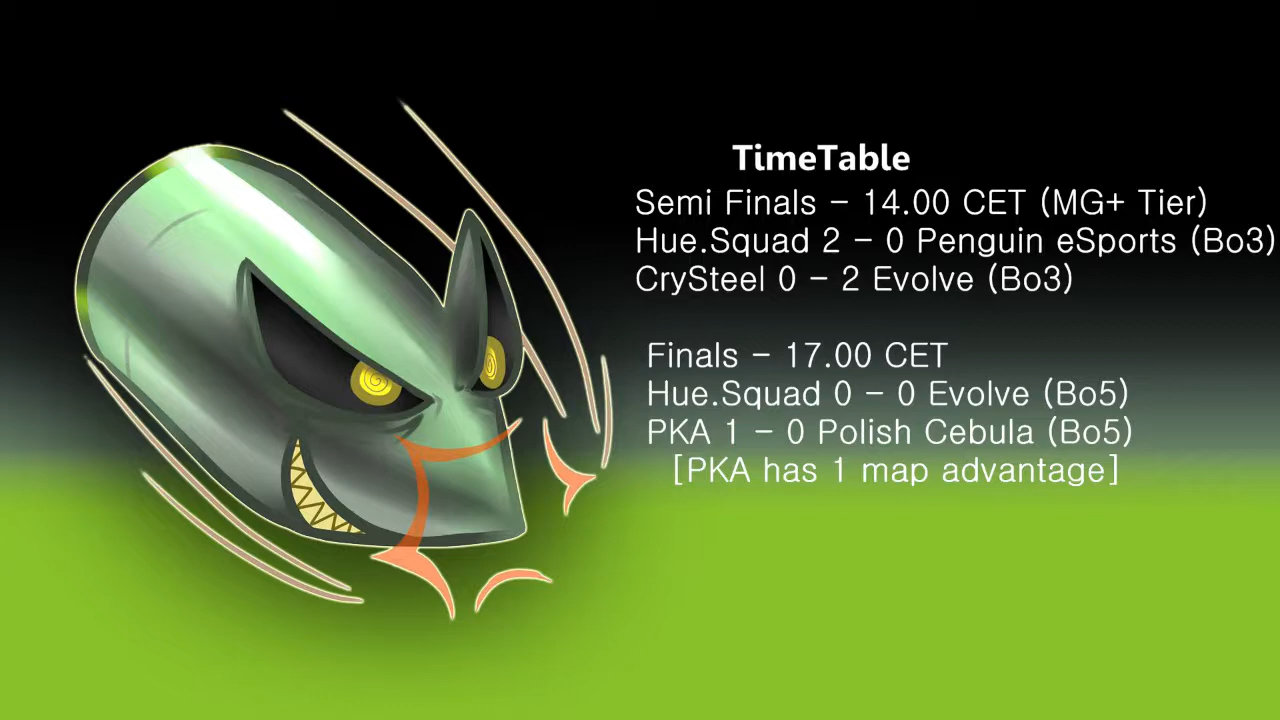 TimeTable
Semi Finals - 14.00 CET (MG+ Tier)
Hue.Squad 2 - 0 Penguin eSports (Bo3)
CrySteel 0 - 2 Evolve (Bo3)
Finals - 17.00 CET
Hue.Squad 0 - 0 Evolve (Bo5)
PKA 1 - 0 Polish Cebula (Bo5)
[PKA has 1 map advantage]